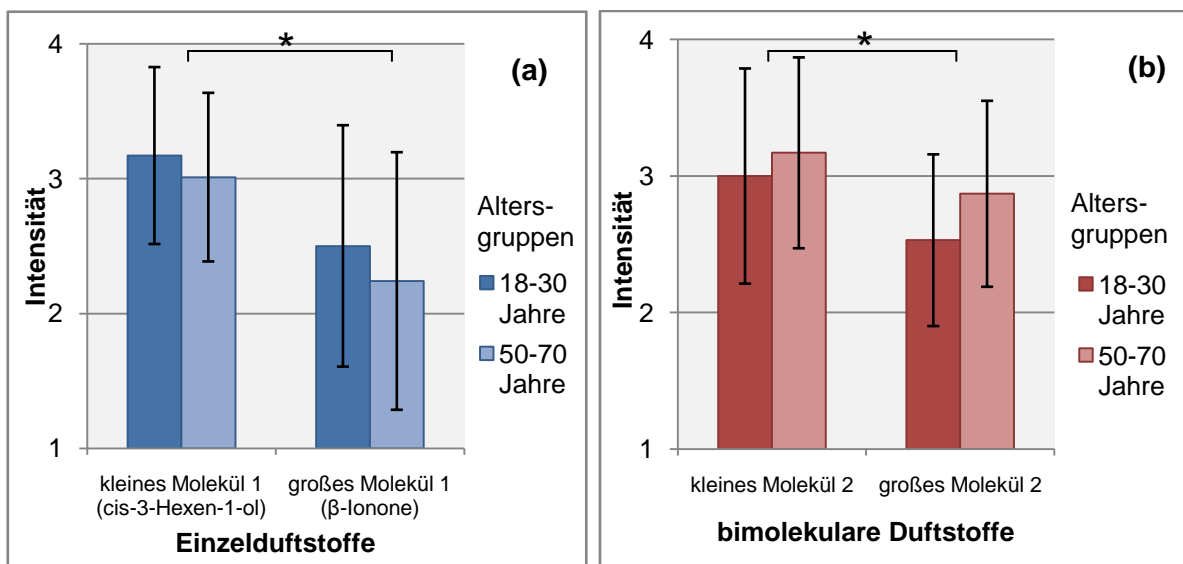 4
*
(a)
3
Intensität
2
1
Alters-
gruppen
18-30
Jahre
50-70
Jahre
kleines Molekül 1
(cis-3-Hexen-1-ol)
großes Molekül 1
(β-Ionone)
Einzelduftstoffe
4
*
(b)
3
Intensität
2
1
Alters-
gruppen
18-30
Jahre
50-70
Jahre
kleines Molekül 2
großes Molekül 2
bimolekulare Duftstoffe